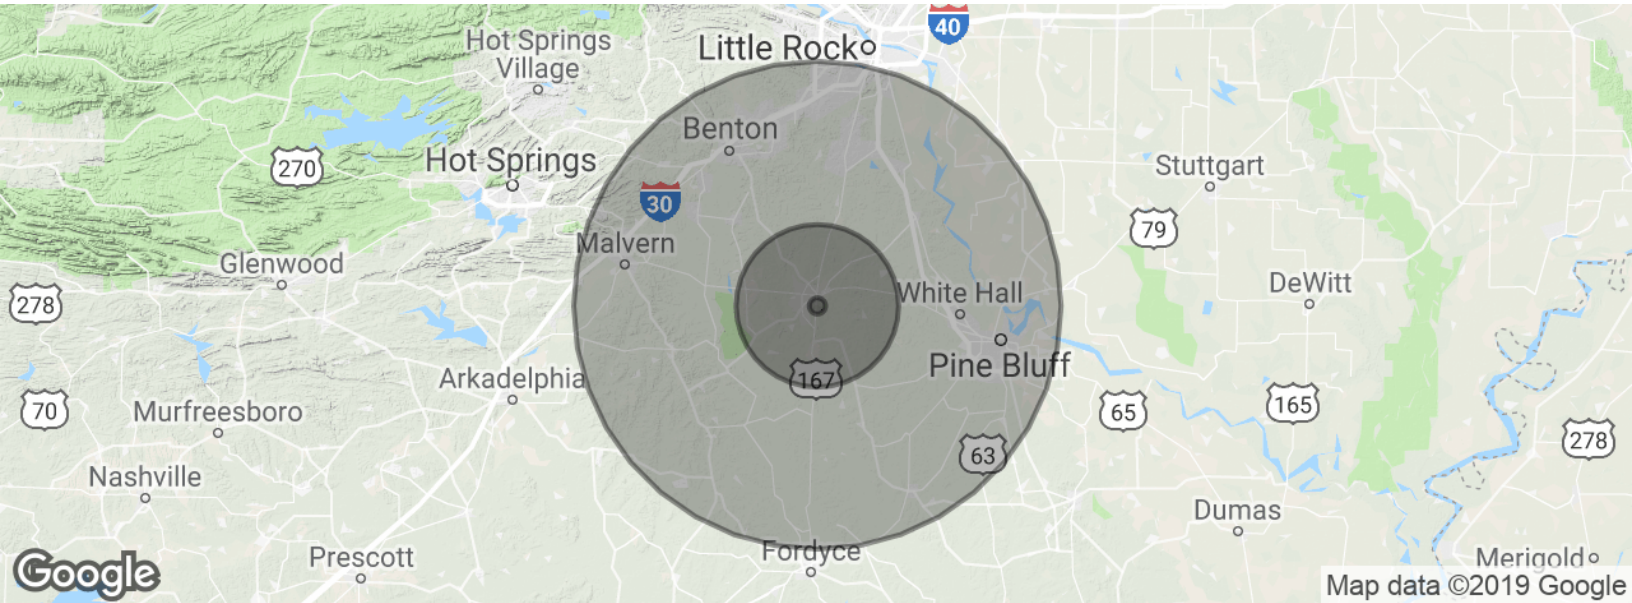 40
Little Rock
Hot Springs
Village
Benton
270
Hot Springs
Stuttgart
30
79
Malvern
Glenwood
278
White Hall
DeWitt
Pine Bluff
167
Arkadelphia
70
Murfreesboro
65
165
278
63
Nashville
Dumas
Fordyce
Prescott
Merigold
Google
Map data ©2019 Google